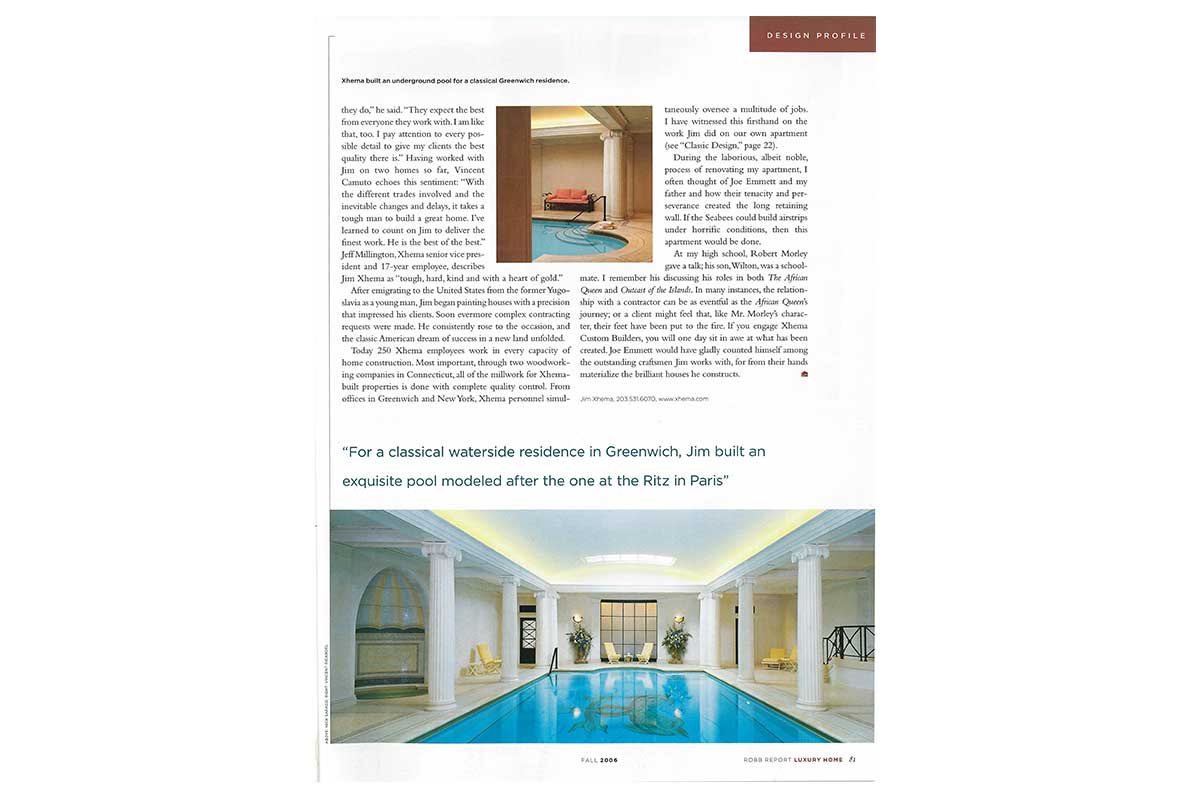 DESIGN PROFILE
Xhema built an underground pool for a classical Greenwich residence.
they do,” he said. “They expect the best
from everyone they work with. I am like
that, too. I pay attention to every pos-
sible detail to give my clients the best
quality there is.” Having worked with
Jim on two homes so far, Vincent
Camuto echoes this sentiment: “With
the different trades involved and the
inevitable changes and delays, it takes a
tough man to build a great home. I’ve
learned to count on Jim to deliver the
finest work. He is the best of the best.”
Jeff Millington, Xhema senior vice pres-
ident and 17-year employee, describes
Jim Xhema as “tough, hard, kind and with a heart of gold.”
After emigrating to the United States from the former Yugo-
slavia as a young man, Jim began painting houses with a precision
that impressed his clients. Soon evermore complex contracting
requests were made. He consistently rose to the occasion, and
the classic American dream of success in a new land unfolded.
Today 250 Xhema employees work in every capacity of
home construction. Most important, through two woodwork-
ing companies in Connecticut, all of the millwork for Xhema-
built properties is done with complete quality control. From
offices in Greenwich and New York, Xhema personnel simul-
taneously oversee a multitude of jobs.
I have witnessed this firsthand on the
work Jim did on our own apartment
(see “Classic Design,” page 22).
During the laborious, albeit noble,
process of renovating my apartment, I
often thought of Joe Emmett and my
father and how their tenacity and per-
severance created the long retaining
wall. If the Seabees could build airstrips
under horrific conditions, then this
apartment would be done.
At my high school, Robert Morley
gave a talk; his son, Wilton, was a school-
mate. I remember his discussing his roles in both The African
Queen and Outcast of the Islands. In many instances, the relation-
ship with a contractor can be as eventful as the African Queen’s
journey; or a client might feel that, like Mr. Morley’s charac-
ter, their feet have been put to the fire. If you engage Xhema
Custom Builders, you will one day sit in awe at what has been
created. Joe Emmett would have gladly counted himself among
the outstanding craftsmen Jim works with, for from their hands
materialize the brilliant houses he constructs.
Jim Xhema, 203.531.6070, www.xhema.com
“For a classical waterside residence in Greenwich, Jim built an
exquisite pool modeled after the one at the Ritz in Paris”
FALL 2006
ROBB REPORT LUXURY HOME 81